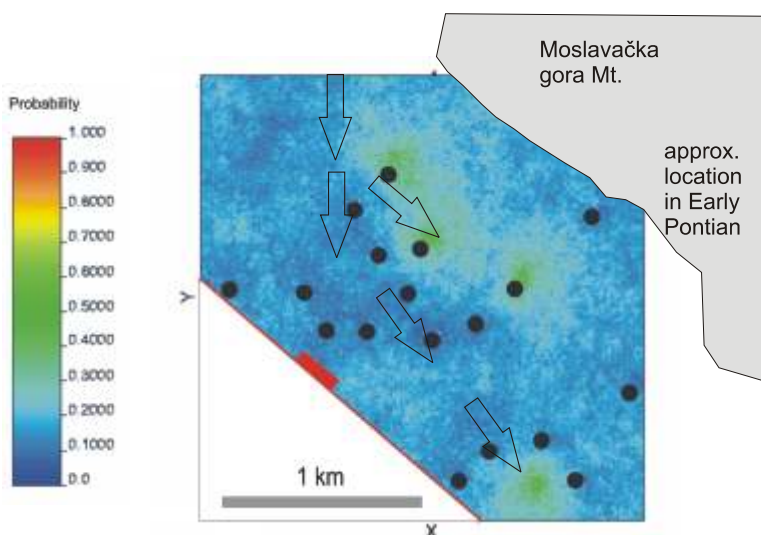 Moslavačka
gora Mt.
approx.
location
in Early
Pontian
Probability
1.000
0.900
0.8000
0.7000
0.6000
0.5000
0.4000
0.3000
0.2000
0.1000
0.0
Y
1 km
X